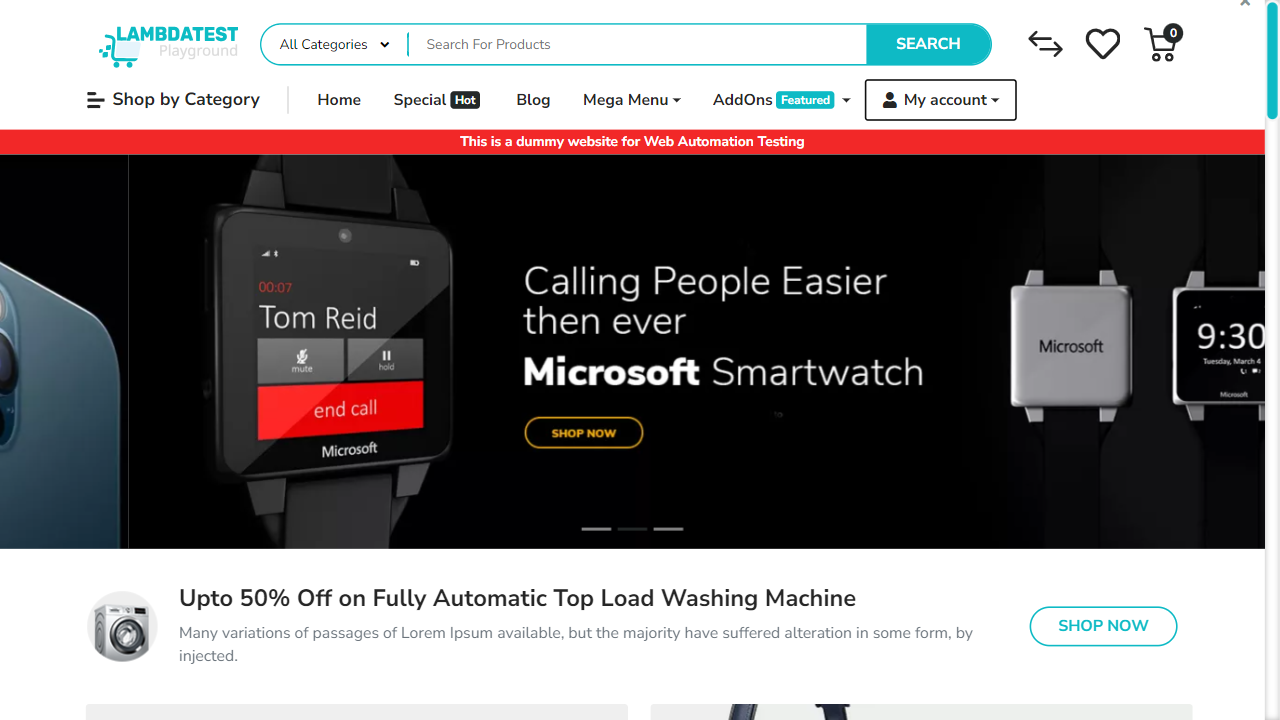 LAMBDATEST
Playground
All Categories
Search For Products
SEARCH
0
Shop by Category
Home
Special Hot
Blog
Mega Menu
AddOns Featured
My account
This is a dummy website for Web Automation Testing
00:07
Tom Reid
mute
hold
end call
Microsoft
Calling People Easier
then ever
Microsoft Smartwatch
SHOP NOW
Microsoft
9:30
Tuesday, March 4
Microsoft
Upto 50% Off on Fully Automatic Top Load Washing Machine
Many variations of passages of Lorem Ipsum available, but the majority have suffered alteration in some form, by
injected.
SHOP NOW